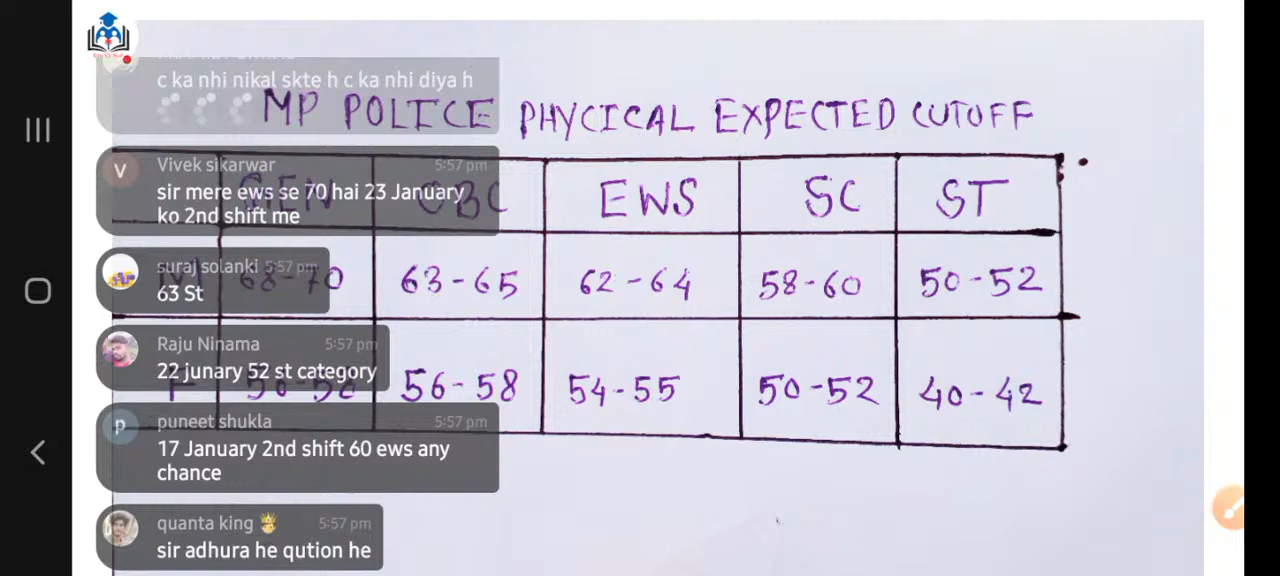 c ka nhi nikal skte h c ka nhi diya h
MP POLICE PHYCICAL EXPECTED CUTOFF
Vivek sikarwar 5:57 pm
V
sir mere ews se 70 hai 23 January
ko 2nd shift me
GEN OBC EWS SC ST
suraj solanki 5:57 pm
63 St
M 68-70 63-65 62-64 58-60 50-52
Raju Ninama 5:57 pm
22 junary 52 st category
F 56-58 54-55 50-52 40-42
puneet shukla 5:57 pm
p
17 January 2nd shift 60 ews any
chance
quanta king 👑 5:57 pm
sir adhura he qution he